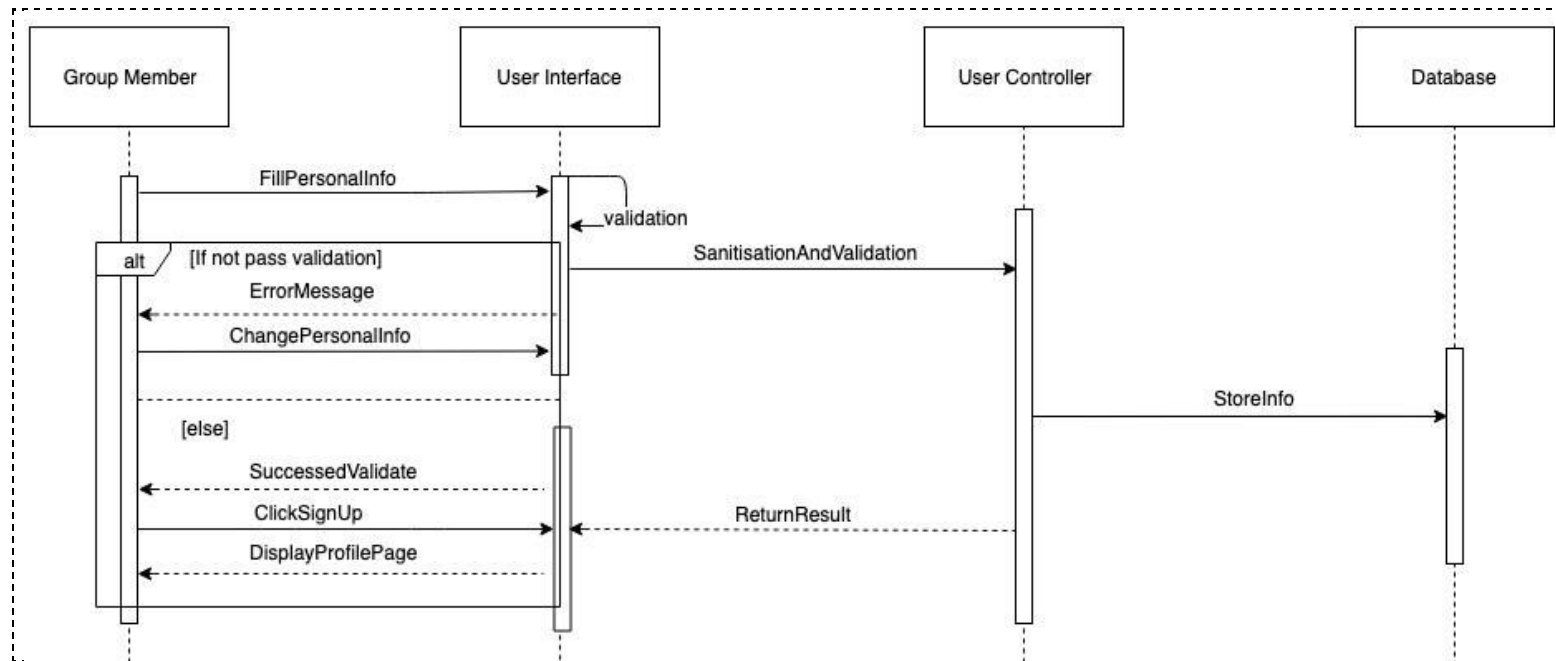 Group Member
User Interface
User Controller
Database
FillPersonalInfo
validation
SanitisationAndValidation
alt
[If not pass validation]
ErrorMessage
ChangePersonalInfo
StoreInfo
[else]
SuccessedValidate
ClickSignUp
ReturnResult
DisplayProfilePage